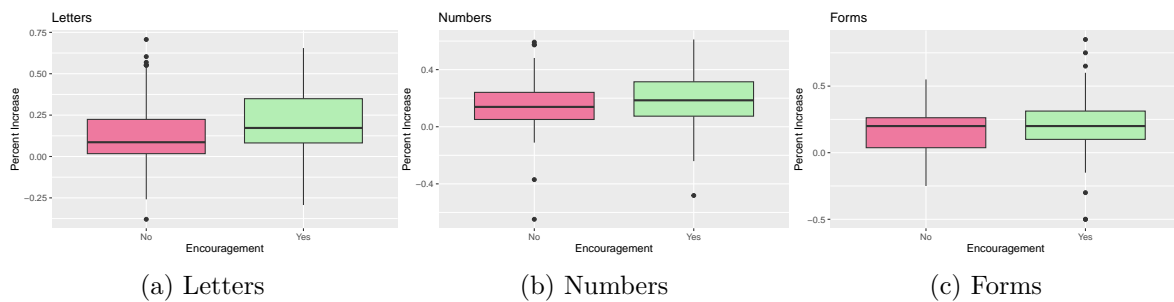 Letters
Percent Increase
0.75
0.50
0.25
0.00
−0.25
No
Yes
Encouragement
(a) Letters
Numbers
Percent Increase
0.4
0.0
−0.4
No
Yes
Encouragement
(b) Numbers
Forms
Percent Increase
0.5
0.0
−0.5
No
Yes
Encouragement
(c) Forms